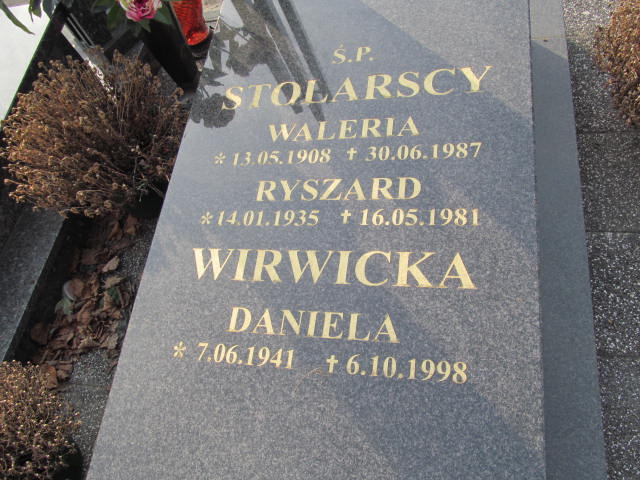 Ś.P.
STOLARSCY
WALERIA
* 13.05.1908 ✝ 30.06.1987
RYSZARD
* 14.01.1935 ✝ 16.05.1981
WIRWICKA
DANIELA
* 7.06.1941 ✝ 6.10.1998